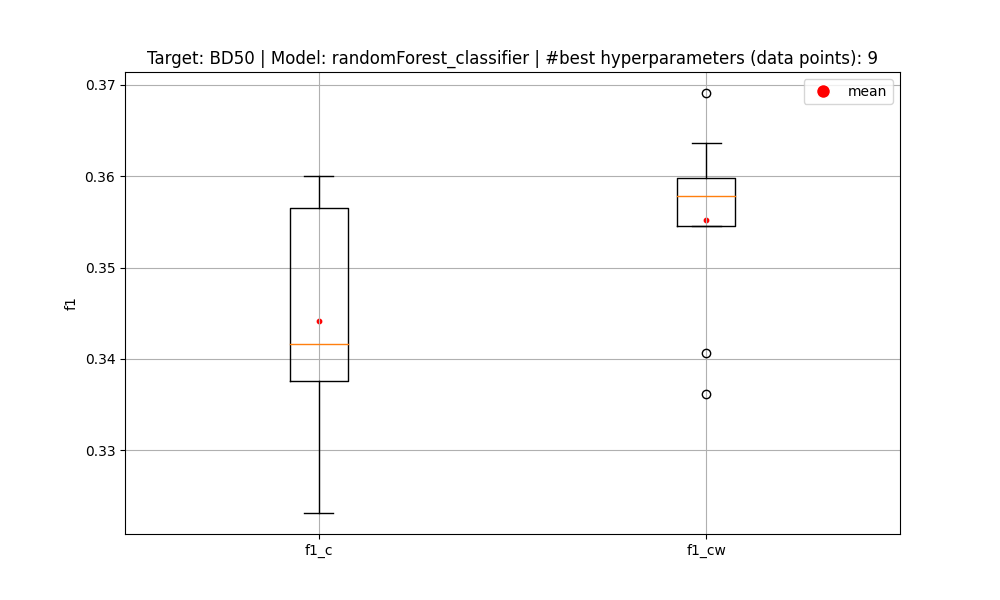 Target: BD50 | Model: randomForest_classifier | #best hyperparameters (data points): 9
mean
0.37
0.36
0.35
0.34
0.33
f1
f1_c
f1_cw